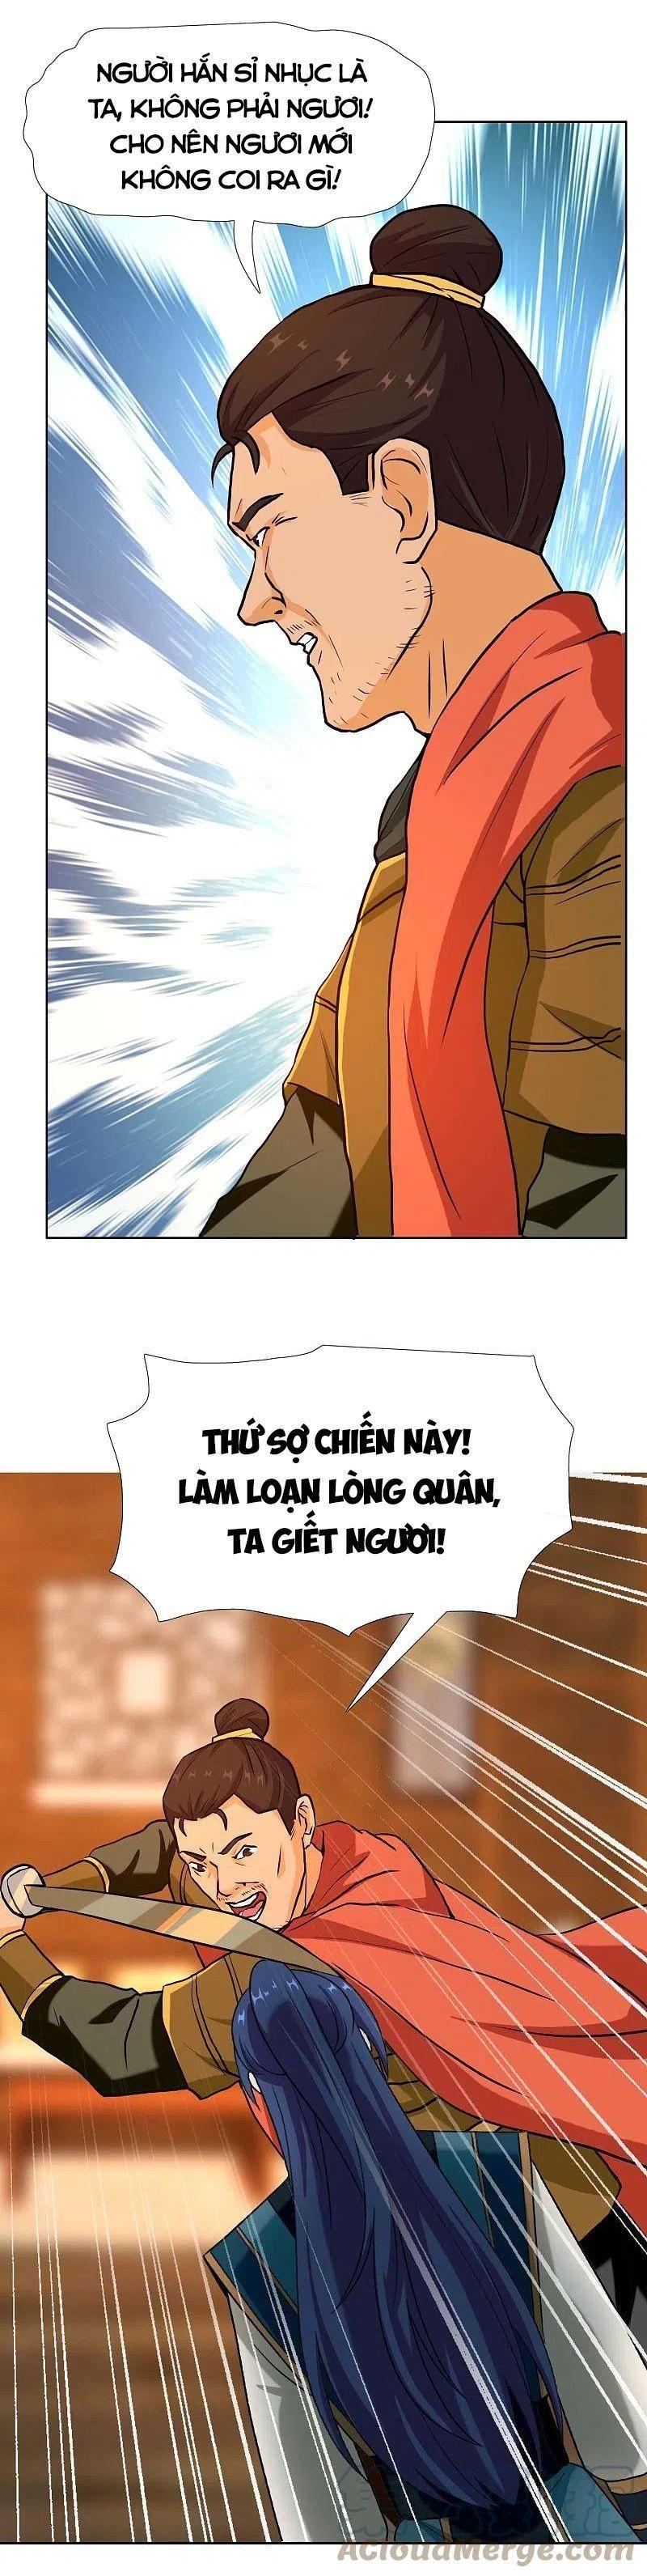 NGƯỜI HẮN SỈ NHỤC LÀ
TA, KHÔNG PHẢI NGƯƠI!
CHO NÊN NGƯƠI MỚI
KHÔNG COI RA GÌ!
THỨ SỢ CHIẾN NÀY!
LÀM LOẠN LÒNG QUÂN,
TA GIẾT NGƯƠI!
AcloudMerge.com